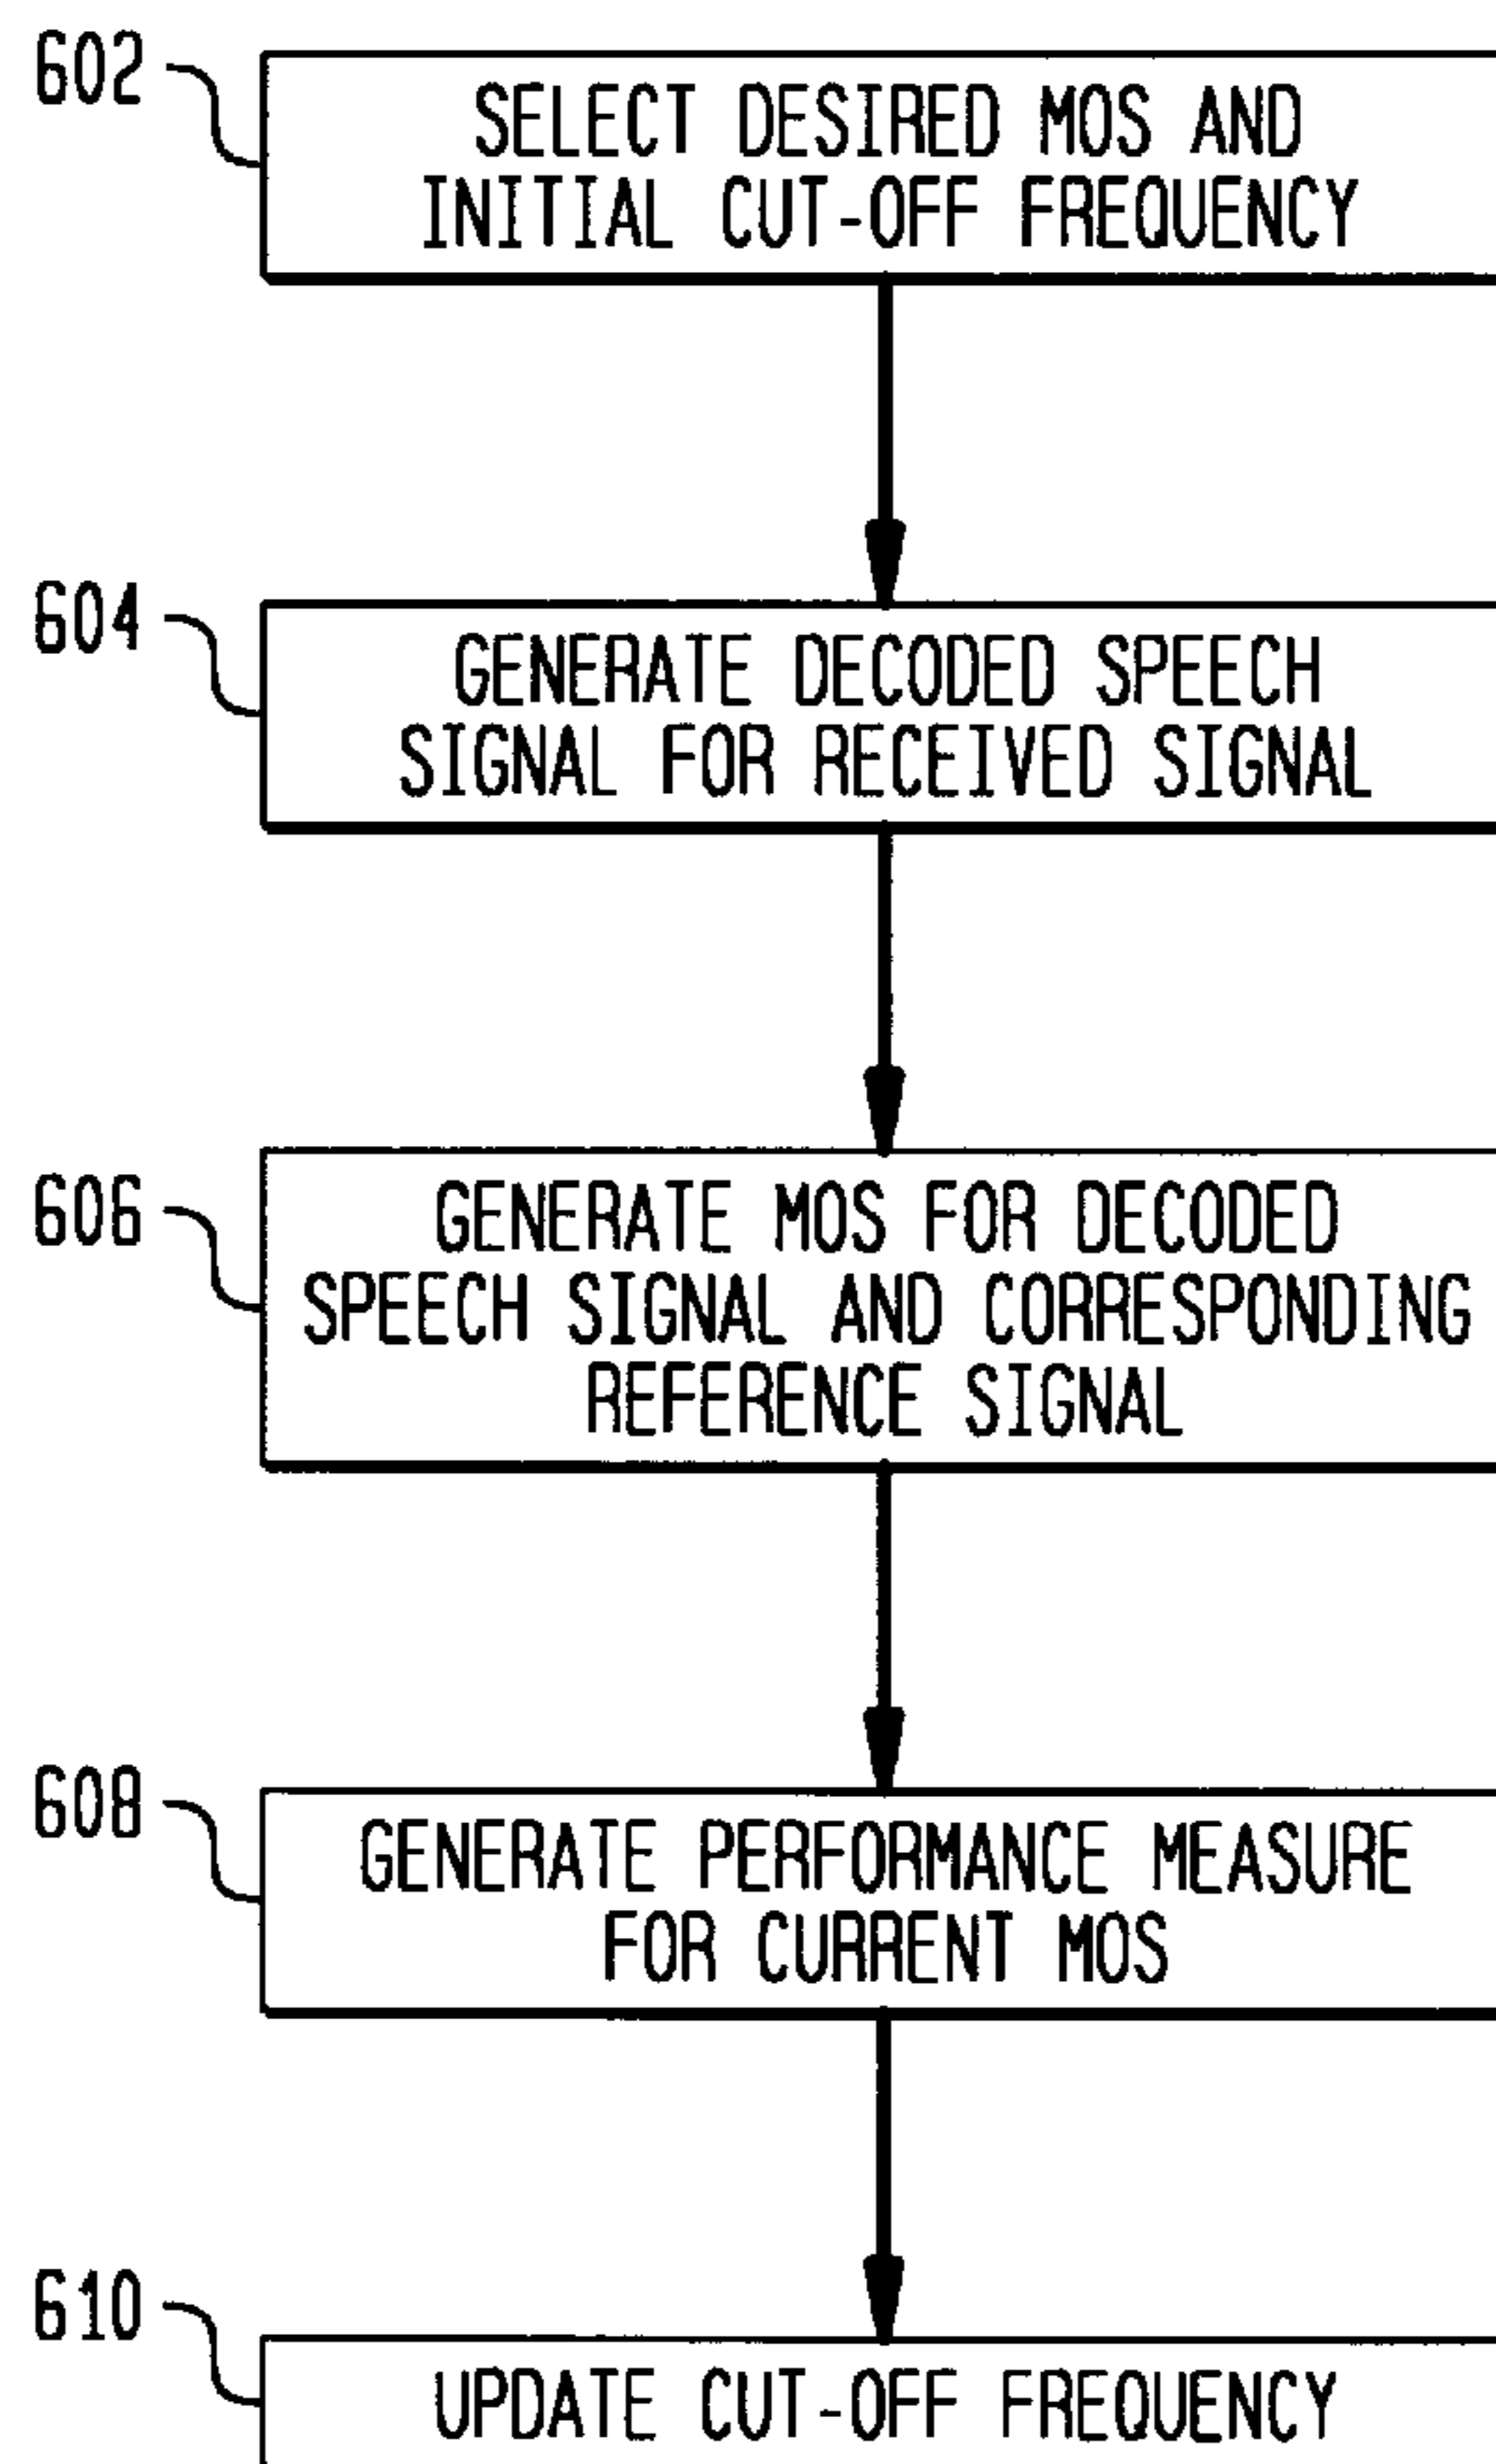 602
SELECT DESIRED MOS AND
INITIAL CUT-OFF FREQUENCY
604
GENERATE DECODED SPEECH
SIGNAL FOR RECEIVED SIGNAL
606
GENERATE MOS FOR DECODED
SPEECH SIGNAL AND CORRESPONDING
REFERENCE SIGNAL
608
GENERATE PERFORMANCE MEASURE
FOR CURRENT MOS
610
UPDATE CUT-OFF FREQUENCY